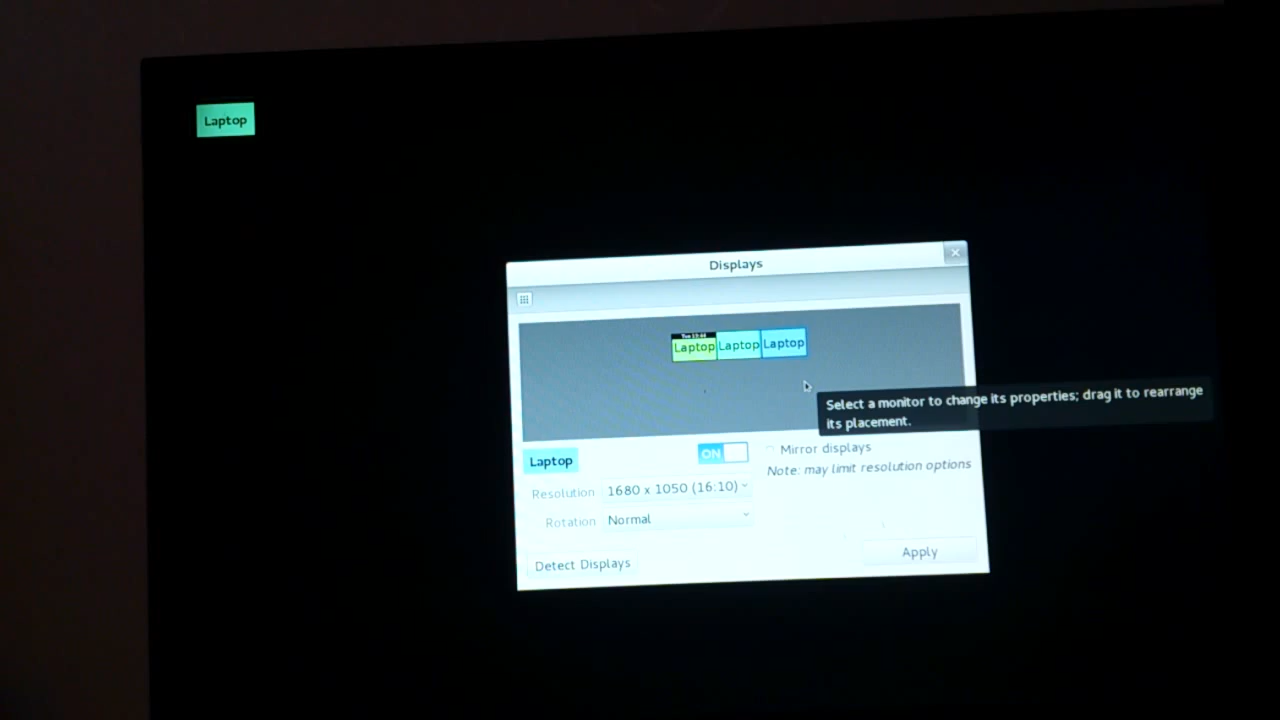 Laptop
Displays
Laptop Laptop Laptop
Select a monitor to change its properties; drag it to rearrange
its placement.
Laptop
ON
Mirror displays
Note: may limit resolution options
Resolution 1680 x 1050 (16:10)
Rotation Normal
Detect Displays
Apply